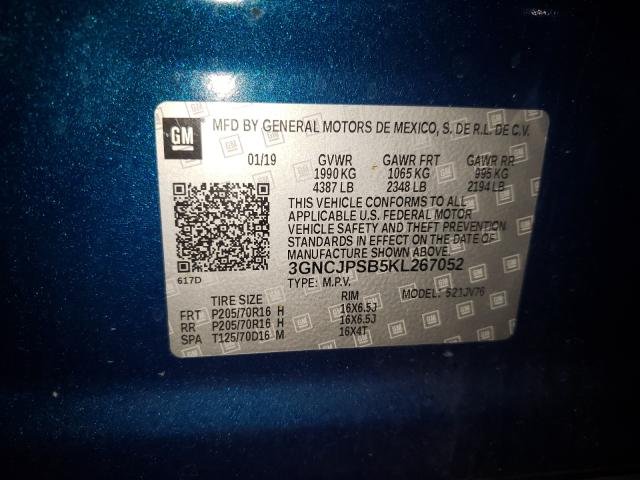 GM MFD BY GENERAL MOTORS DE MEXICO, S. DE R.L. DE C.V.
01/19 GVWR GAWR FRT GAWR RR
1990 KG 1065 KG 995 KG
4387 LB 2348 LB 2194 LB
THIS VEHICLE CONFORMS TO ALL
APPLICABLE U.S. FEDERAL MOTOR
VEHICLE SAFETY AND THEFT PREVENTION
STANDARDS IN EFFECT ON THE DATE OF
MANUFACTURE SHOWN ABOVE.
3GNCJPSB5KL267052
617D TYPE: M.P.V. MODEL: S21JV76
TIRE SIZE RIM
FRT P205/70R16 H 16X6.5J
RR P205/70R16 H 16X6.5J
SPA T125/70D16 M 16X4T